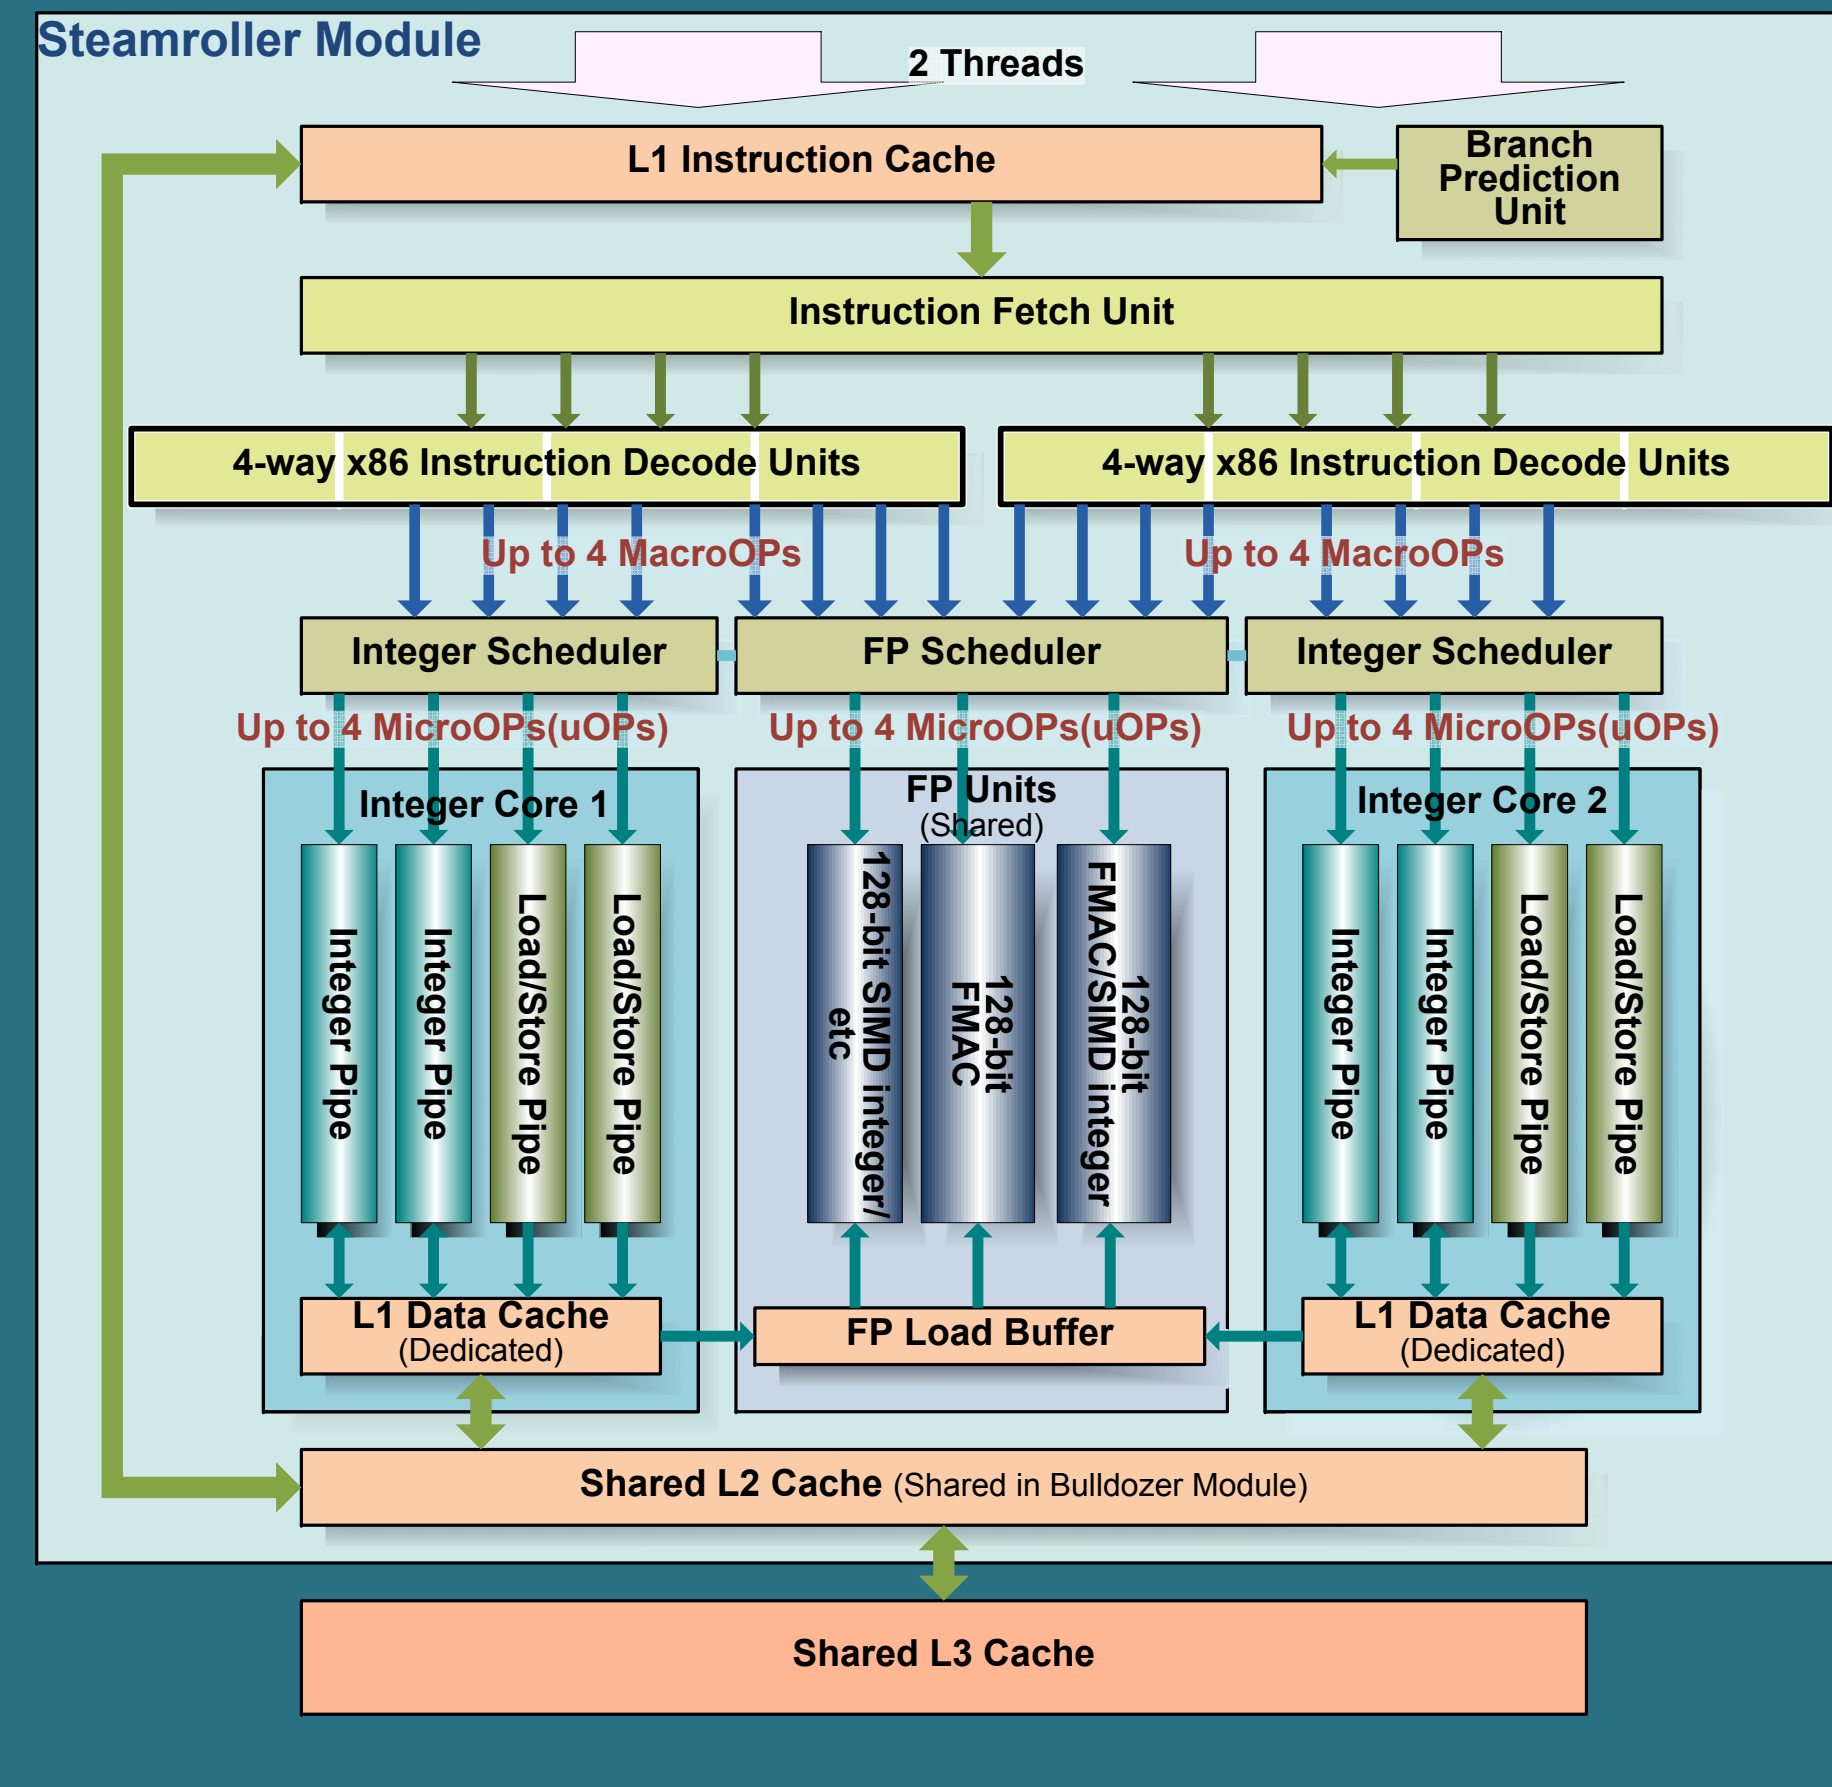 Steamroller Module
2 Threads
L1 Instruction Cache
Branch
Prediction
Unit
Instruction Fetch Unit
4-way x86 Instruction Decode Units
4-way x86 Instruction Decode Units
Up to 4 MacroOPs
Up to 4 MacroOPs
Integer Scheduler
FP Scheduler
Integer Scheduler
Up to 4 MicroOPs(uOPs)
Up to 4 MicroOPs(uOPs)
Up to 4 MicroOPs(uOPs)
Integer Core 1
FP Units
(Shared)
Integer Core 2
Integer Pipe
Integer Pipe
Load/Store Pipe
Load/Store Pipe
128-bit SIMD integer/
etc
128-bit
FMAC
128-bit
FMAC/SIMD integer
Integer Pipe
Integer Pipe
Load/Store Pipe
Load/Store Pipe
L1 Data Cache
(Dedicated)
FP Load Buffer
L1 Data Cache
(Dedicated)
Shared L2 Cache (Shared in Bulldozer Module)
Shared L3 Cache